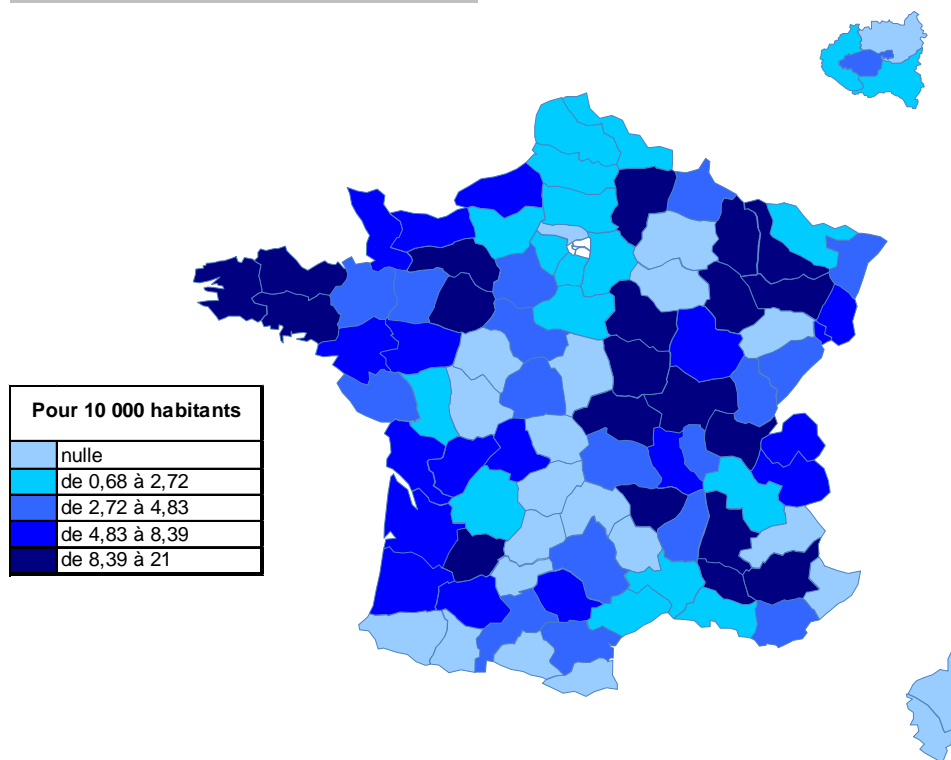 Pour 10 000 habitants
nulle
de 0,68 à 2,72
de 2,72 à 4,83
de 4,83 à 8,39
de 8,39 à 21